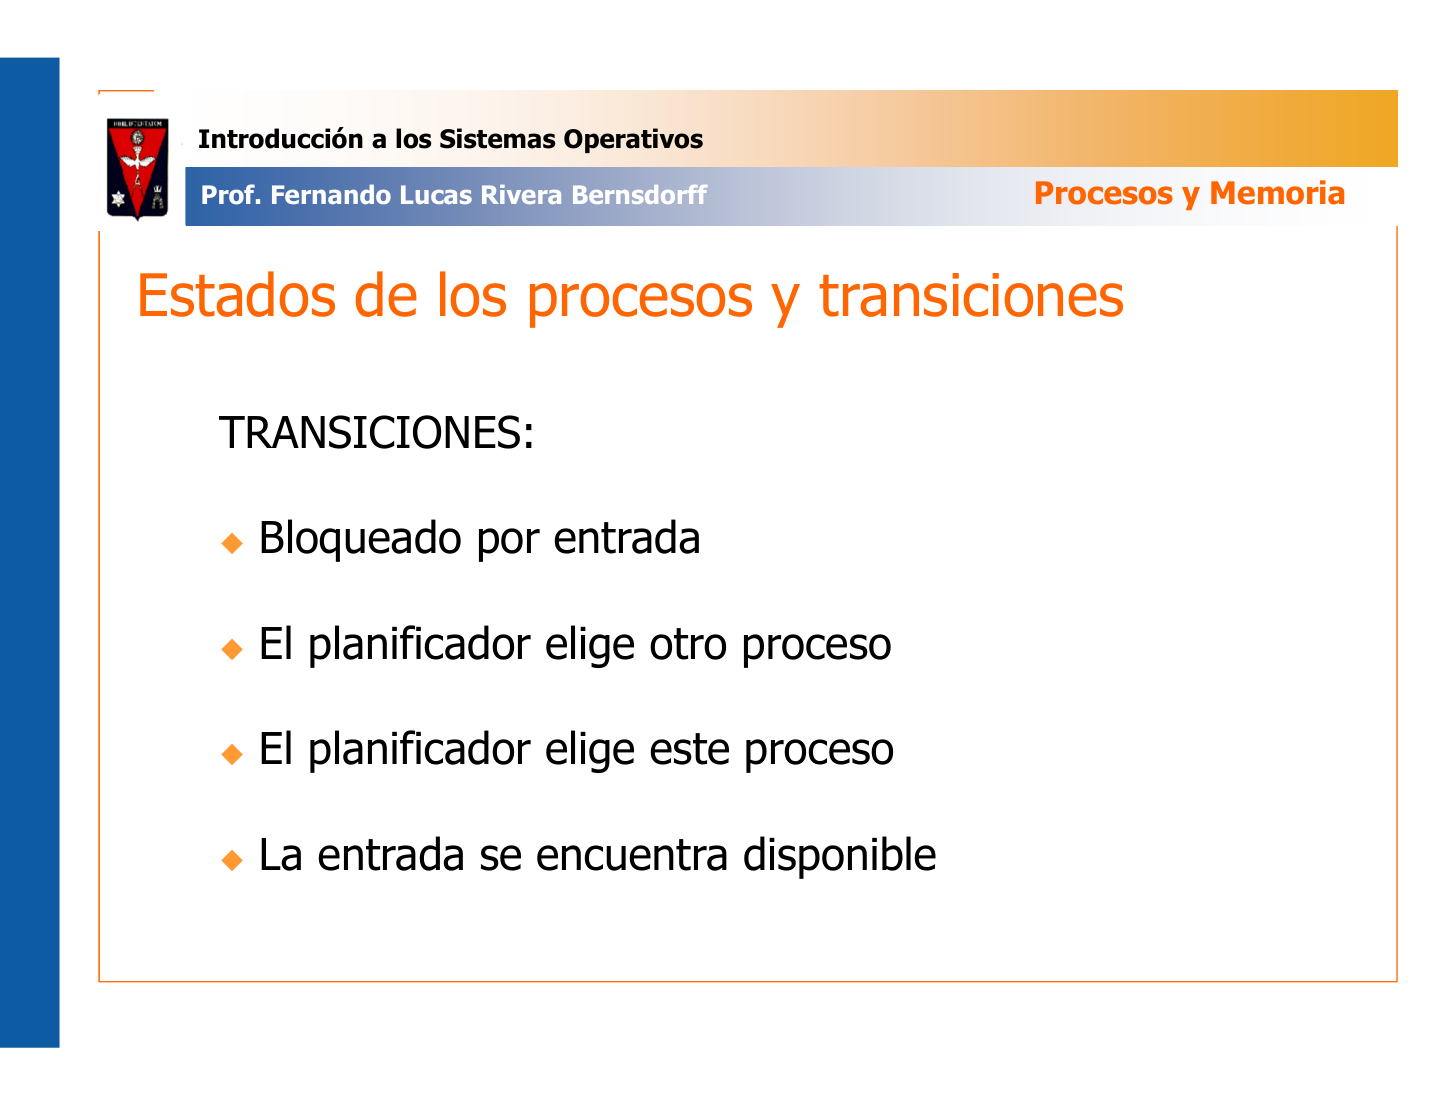 Introducción a los Sistemas Operativos
Prof. Fernando Lucas Rivera Bernsdorff
Procesos y Memoria
Estados de los procesos y transiciones
TRANSICIONES:
Bloqueado por entrada
El planificador elige otro proceso
El planificador elige este proceso
La entrada se encuentra disponible